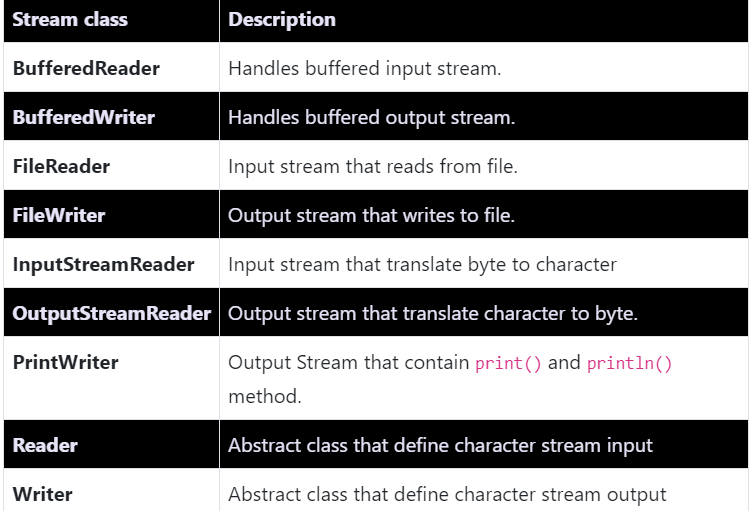 Stream class Description
BufferedReader Handles buffered input stream.
BufferedWriter Handles buffered output stream.
FileReader Input stream that reads from file.
FileWriter Output stream that writes to file.
InputStreamReader Input stream that translate byte to character
OutputStreamReader Output stream that translate character to byte.
PrintWriter Output Stream that contain print() and println()
method.
Reader Abstract class that define character stream input
Writer Abstract class that define character stream output